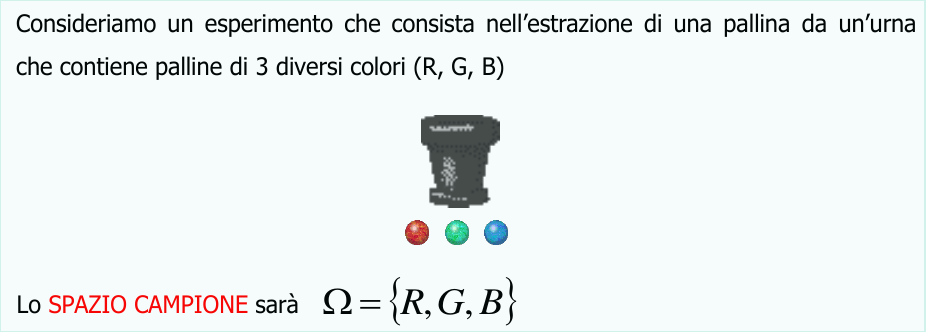 Consideriamo un esperimento che consista nell’estrazione di una pallina da un’urna
che contiene palline di 3 diversi colori (R, G, B)
Lo SPAZIO CAMPIONE sarà Ω = {R, G, B}